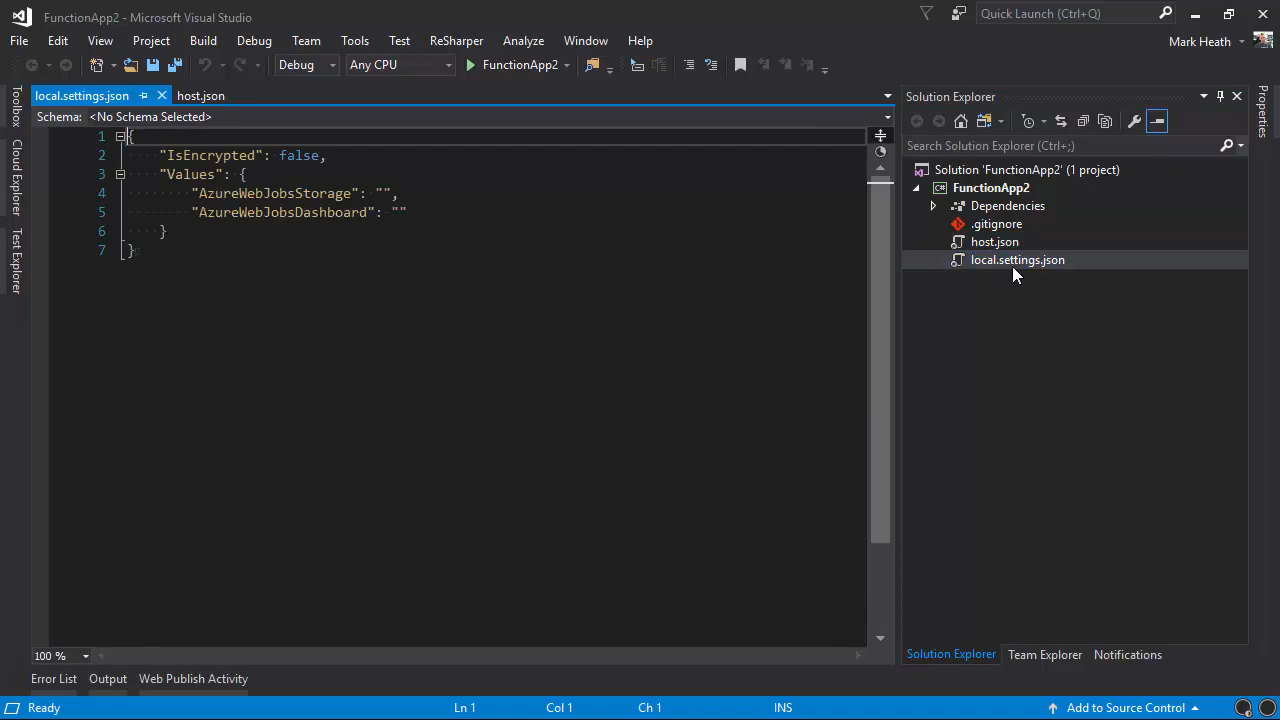 FunctionApp2 - Microsoft Visual Studio
Quick Launch (Ctrl+Q)
File Edit View Project Build Debug Team Tools Test ReSharper Analyze Window Help
Mark Heath
Debug Any CPU FunctionApp2
Toolbox
Cloud Explorer
Test Explorer
local.settings.json host.json
Schema: <No Schema Selected>
1 {
2 "IsEncrypted": false,
3 "Values": {
4 "AzureWebJobsStorage": "",
5 "AzureWebJobsDashboard": ""
6 }
7 }
100 %
Solution Explorer
Search Solution Explorer (Ctrl+;)
Solution 'FunctionApp2' (1 project)
C# FunctionApp2
Dependencies
.gitignore
host.json
local.settings.json
Solution Explorer Team Explorer Notifications
Properties
Error List Output Web Publish Activity
Ready Ln 1 Col 1 Ch 1 INS Add to Source Control